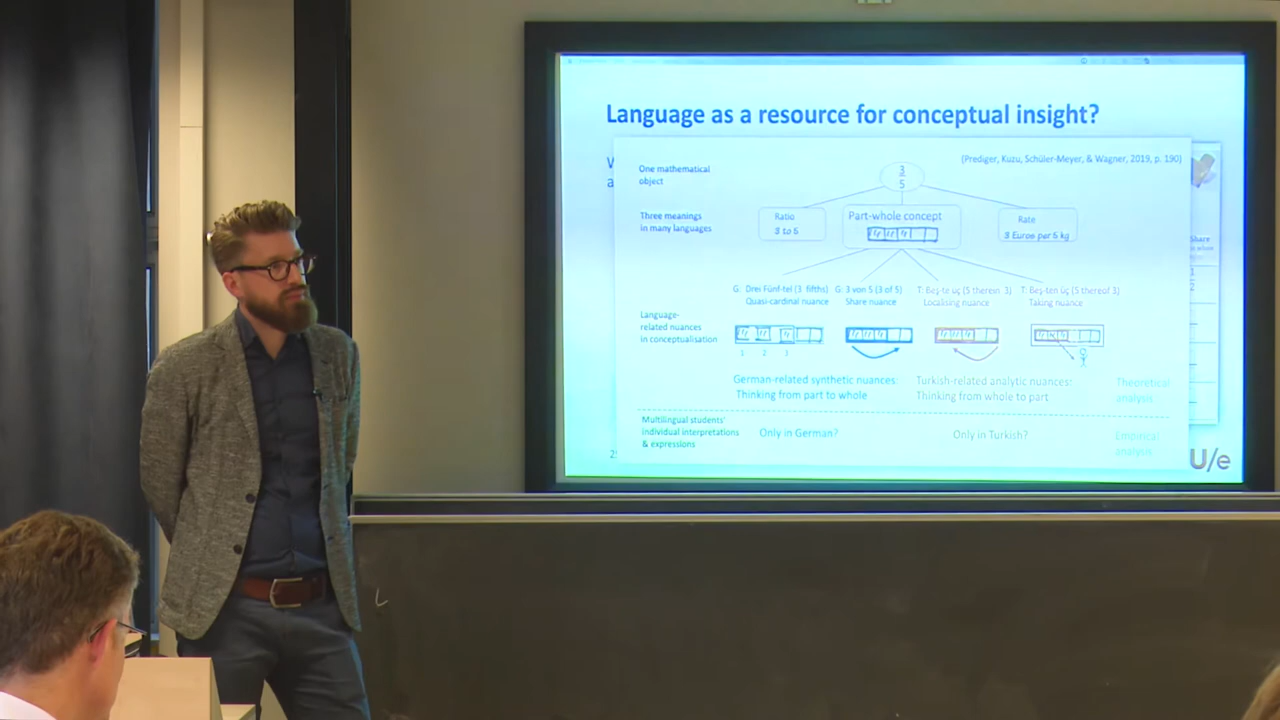 Language as a resource for conceptual insight?
(Prediger, Kuzu, Schüler-Meyer, & Wagner, 2019, p. 190)
One mathematical
object
3
5
Three meanings
in many languages
Ratio
3 to 5
Part-whole concept
Rate
3 Euros per 5 kg
G: Drei Fünf-tel (3 fifths)
Quasi-cardinal nuance
G: 3 von 5 (3 of 5)
Share nuance
T: Beş-te üç (5 therein 3)
Localising nuance
T: Beş-ten üç (5 thereof 3)
Taking nuance
Language-
related nuances
in conceptualisation
1 2 3
German-related synthetic nuances:
Thinking from part to whole
Turkish-related analytic nuances:
Thinking from whole to part
Theoretical
analysis
Multilingual students'
individual interpretations
& expressions
Only in German?
Only in Turkish?
Empirical
analysis
Share
1
2
U/e